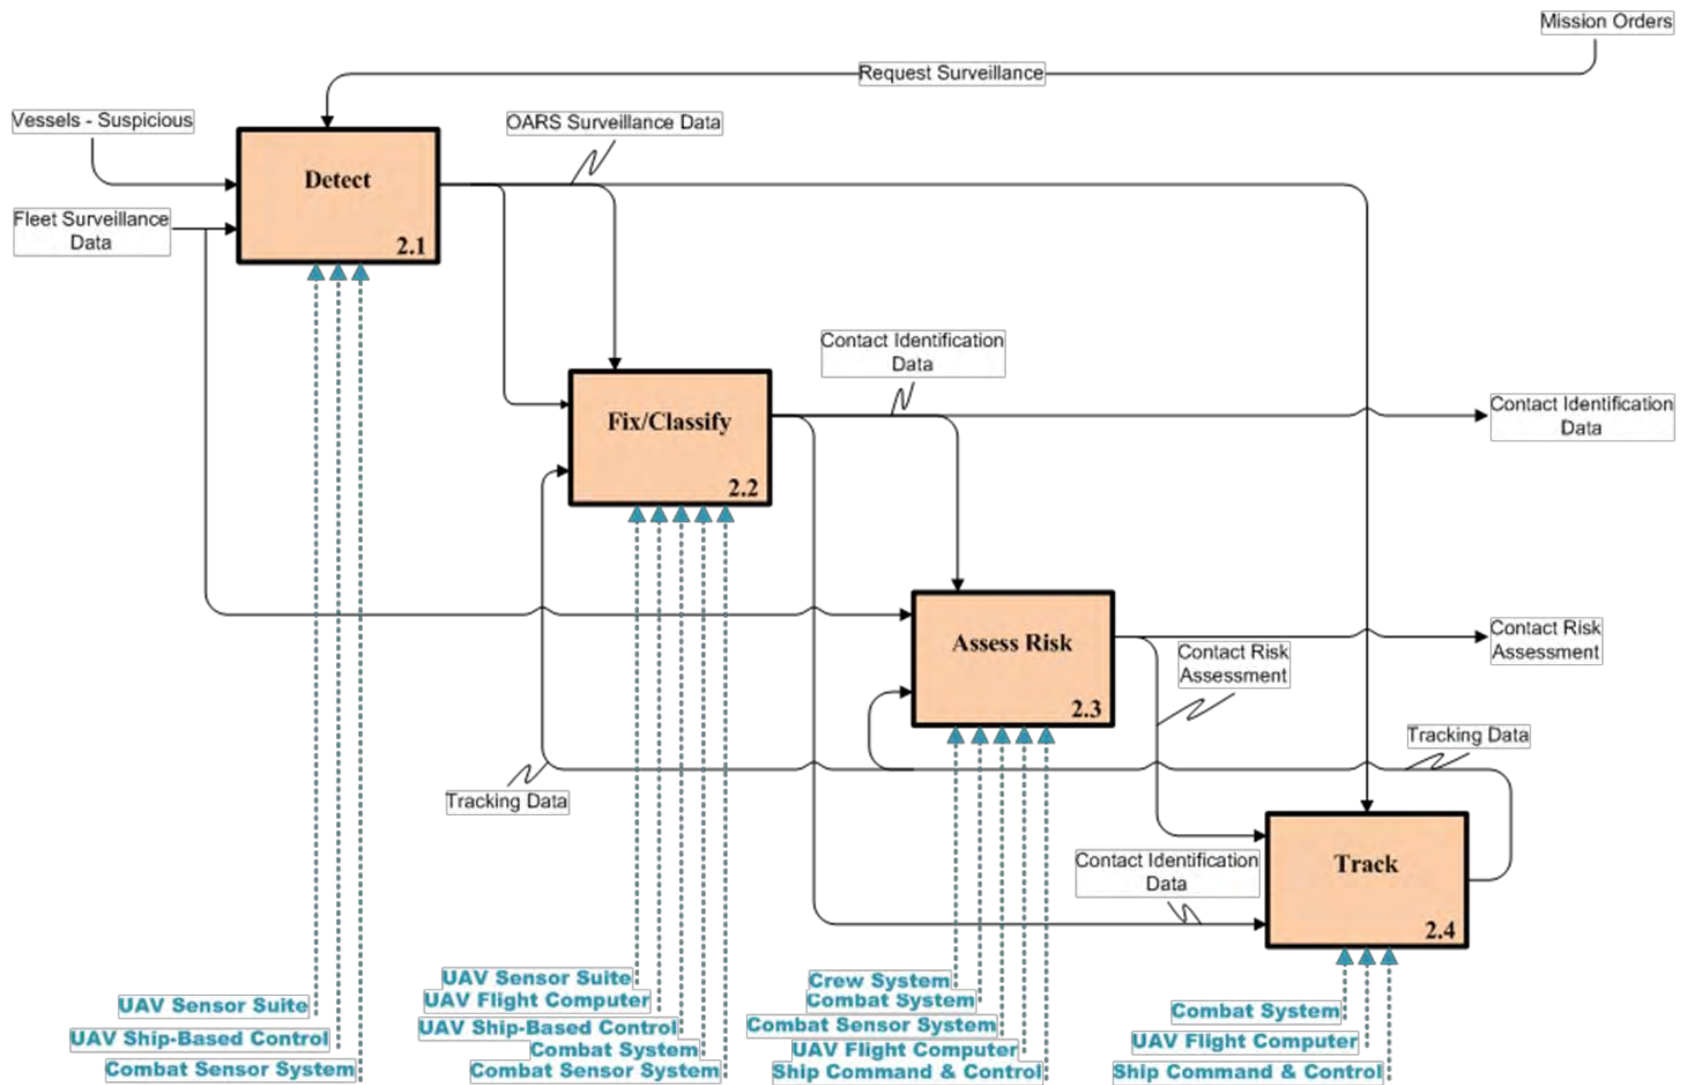 Mission Orders
Request Surveillance
Vessels - Suspicious
OARS Surveillance Data
Detect
Fleet Surveillance
Data
2.1
Contact Identification
Data
Contact Identification
Data
Fix/Classify
2.2
Contact Risk
Assessment
Assess Risk
Contact Risk
Assessment
2.3
Tracking Data
Tracking Data
Contact Identification
Data
Track
2.4
UAV Sensor Suite
UAV Ship-Based Control
Combat Sensor System
UAV Sensor Suite
UAV Flight Computer
UAV Ship-Based Control
Combat System
Combat Sensor System
Crew System
Combat System
Combat Sensor System
UAV Flight Computer
Ship Command & Control
Combat System
UAV Flight Computer
Ship Command & Control